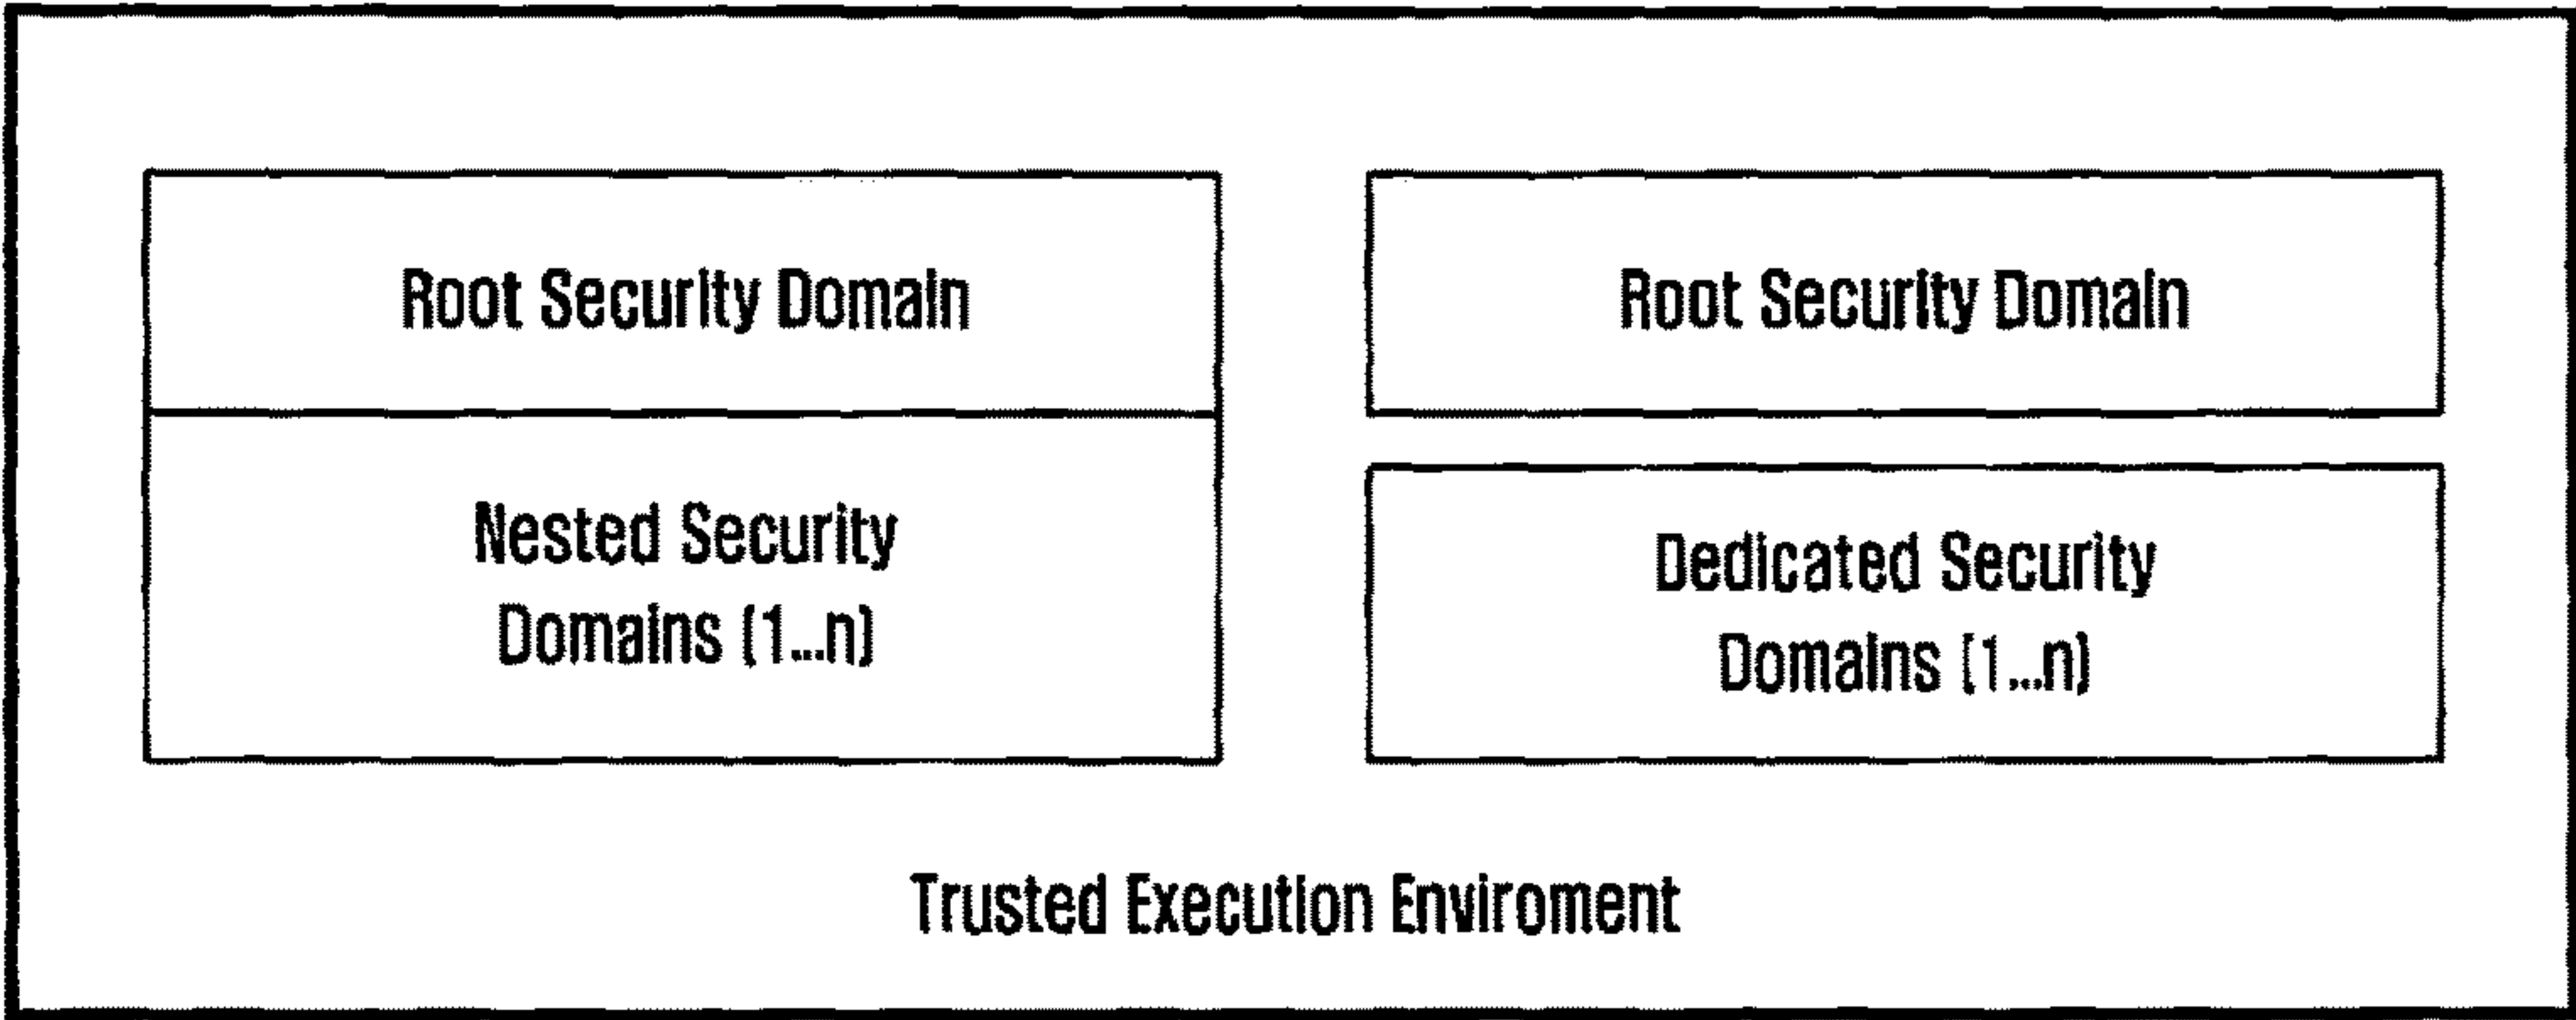 Root Security Domain
Nested Security
Domains (1...n)
Root Security Domain
Dedicated Security
Domains (1...n)
Trusted Execution Enviroment